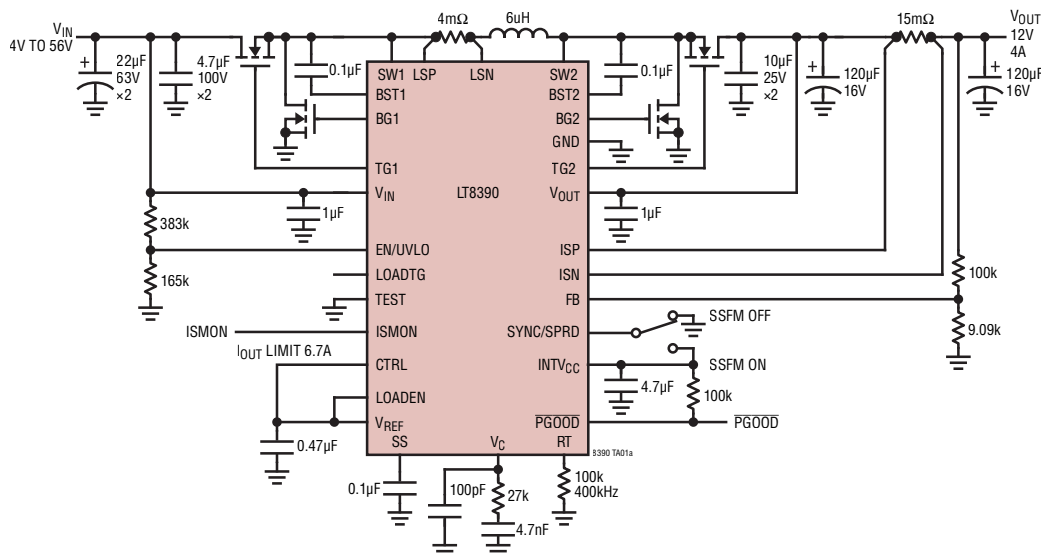 VIN
4V TO 56V
22µF
63V
×2
4.7µF
100V
×2
0.1µF
4mΩ
6uH
0.1µF
10µF
25V
×2
120µF
16V
15mΩ
VOUT
12V
4A
120µF
16V
SW1
LSP
LSN
SW2
BST1
BST2
BG1
BG2
GND
TG1
TG2
VIN
LT8390
VOUT
1µF
1µF
383k
165k
EN/UVLO
ISP
LOADTG
ISN
TEST
FB
100k
9.09k
ISMON
ISMON
SYNC/SPRD
SSFM OFF
IOUT LIMIT 6.7A
CTRL
INTVCC
SSFM ON
4.7µF
100k
LOADEN
VREF
PGOOD
PGOOD
0.47µF
SS
VC
RT
8390 TA01a
0.1µF
100pF
27k
4.7nF
100k
400kHz